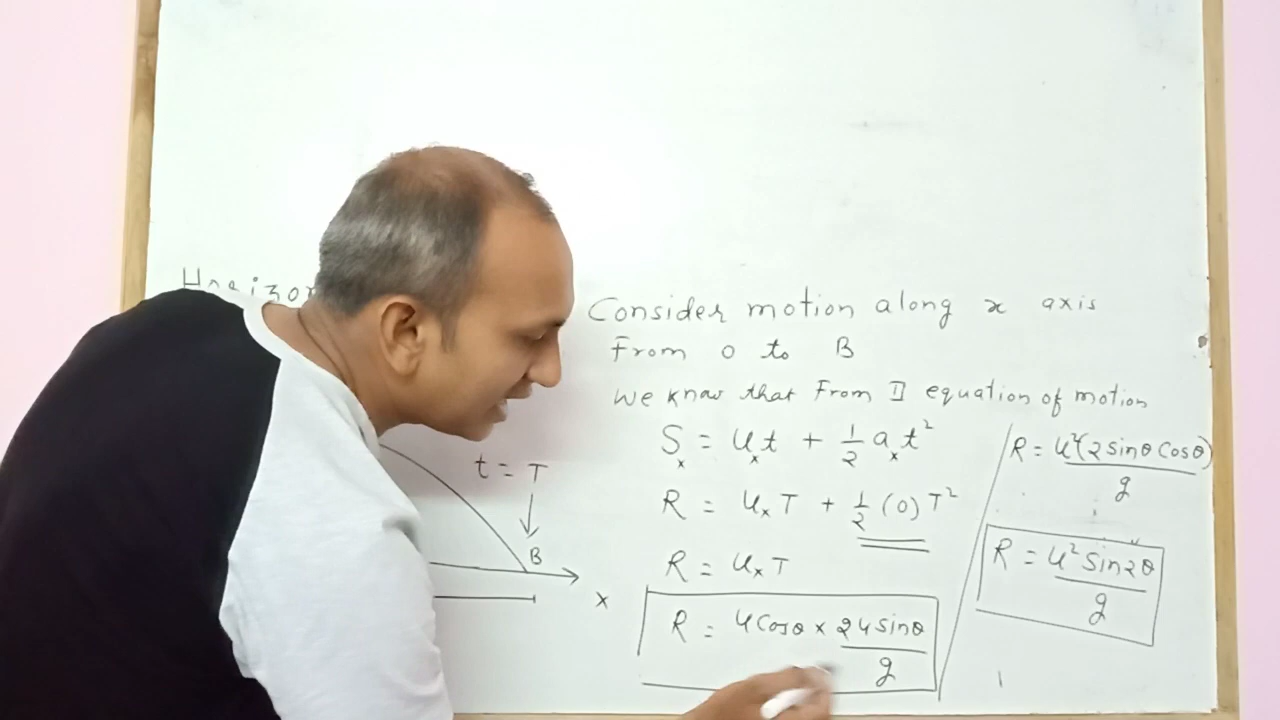 t = T
B
x
Consider motion along x axis
From 0 to B
We know that From II equation of motion
Sₓ = uₓt + 1/2 aₓt²
R = uₓT + 1/2 (0) T²
R = uₓT
R = u cosθ × 2u sinθ / g
R = u²(2 sinθ cosθ) / g
R = u² sin2θ / g